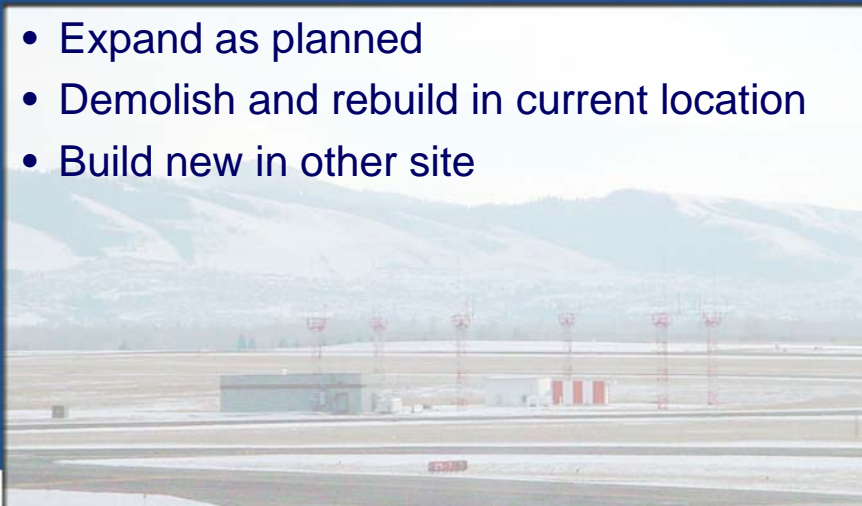 • Expand as planned
• Demolish and rebuild in current location
• Build new in other site